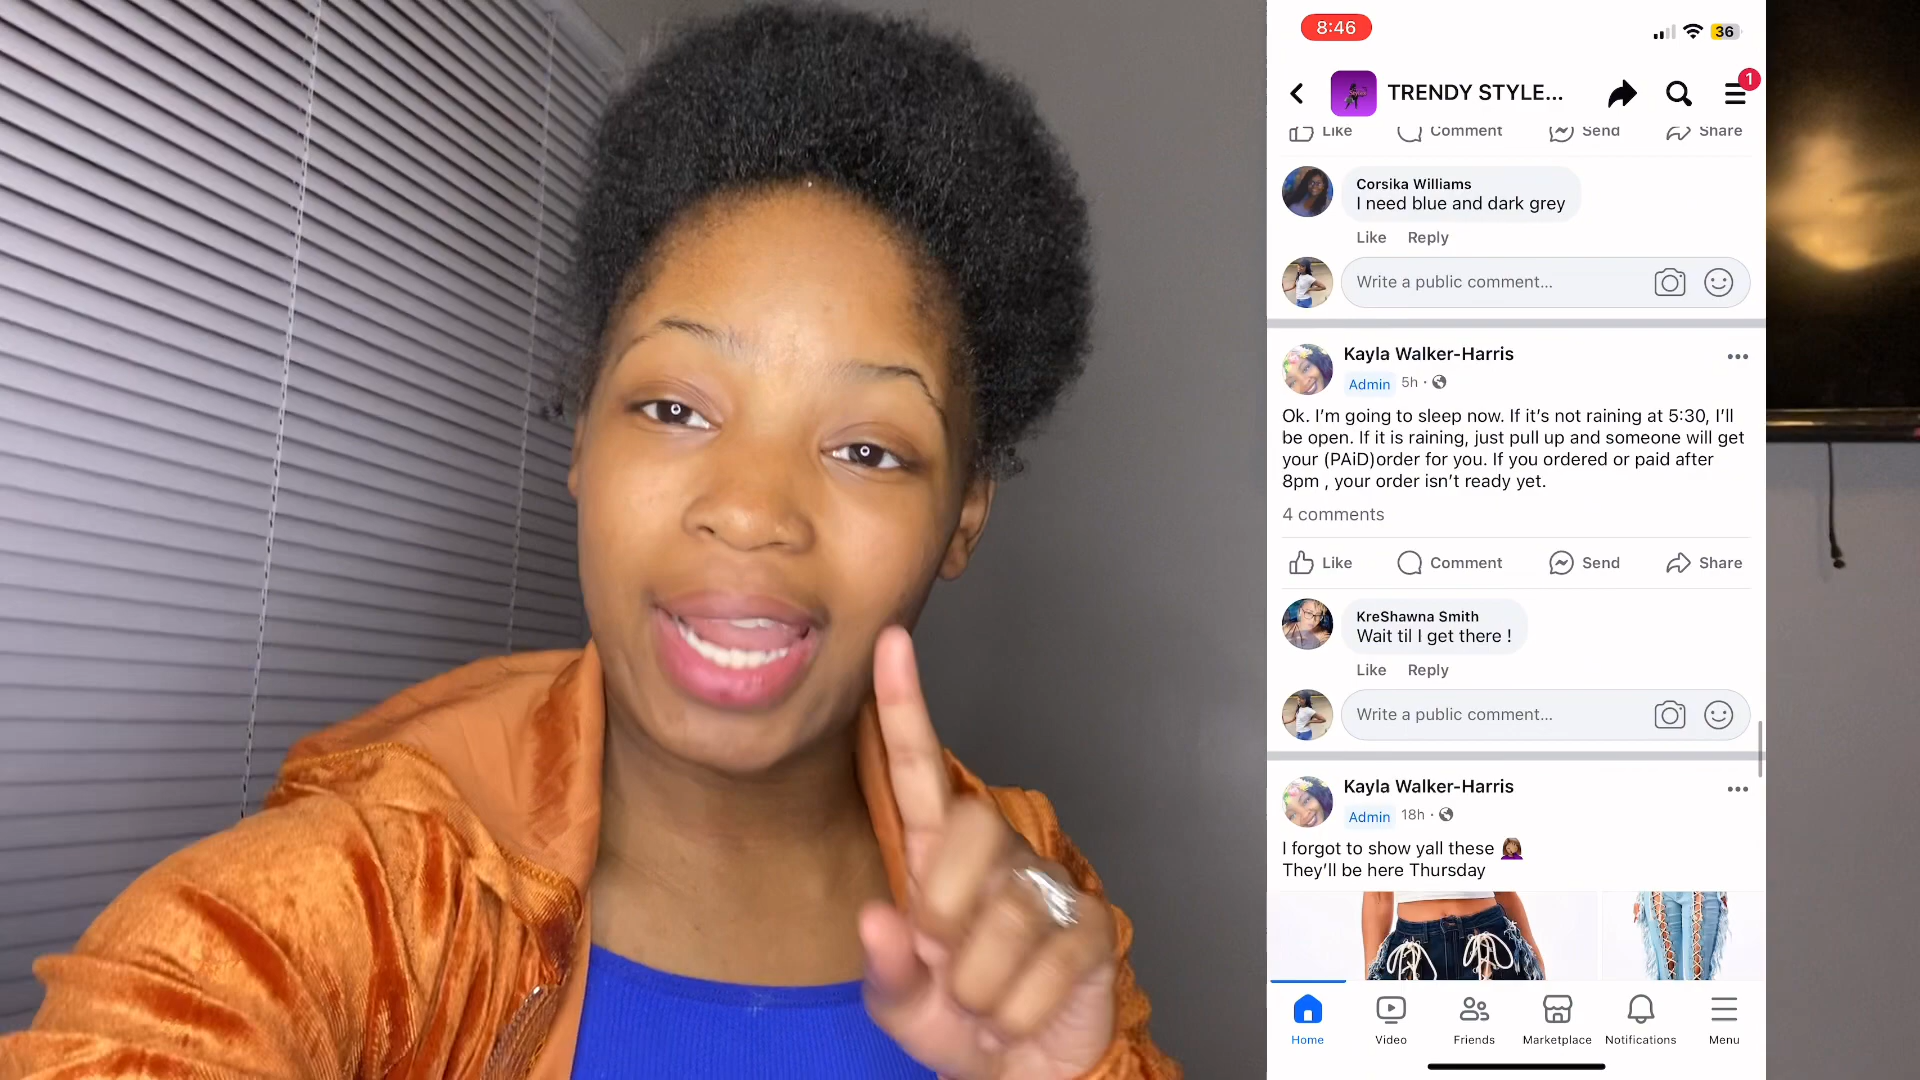 8:46
36
TRENDY STYLE...
1
Like Comment Send Share
Corsika Williams
I need blue and dark grey
Like Reply
Write a public comment...
Kayla Walker-Harris
Admin 5h ·
Ok. I'm going to sleep now. If it's not raining at 5:30, I'll
be open. If it is raining, just pull up and someone will get
your (PAiD)order for you. If you ordered or paid after
8pm , your order isn't ready yet.
4 comments
Like Comment Send Share
KreShawna Smith
Wait til I get there !
Like Reply
Write a public comment...
Kayla Walker-Harris
Admin 18h ·
I forgot to show yall these 🤦🏾‍♀️
They'll be here Thursday
Home Video Friends Marketplace Notifications Menu